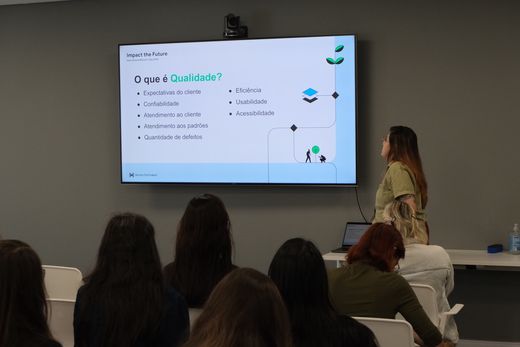 Impact the Future
O que é Qualidade?
● Expectativas do cliente
● Confiabilidade
● Atendimento ao cliente
● Atendimento aos padrões
● Quantidade de defeitos
● Eficiência
● Usabilidade
● Acessibilidade